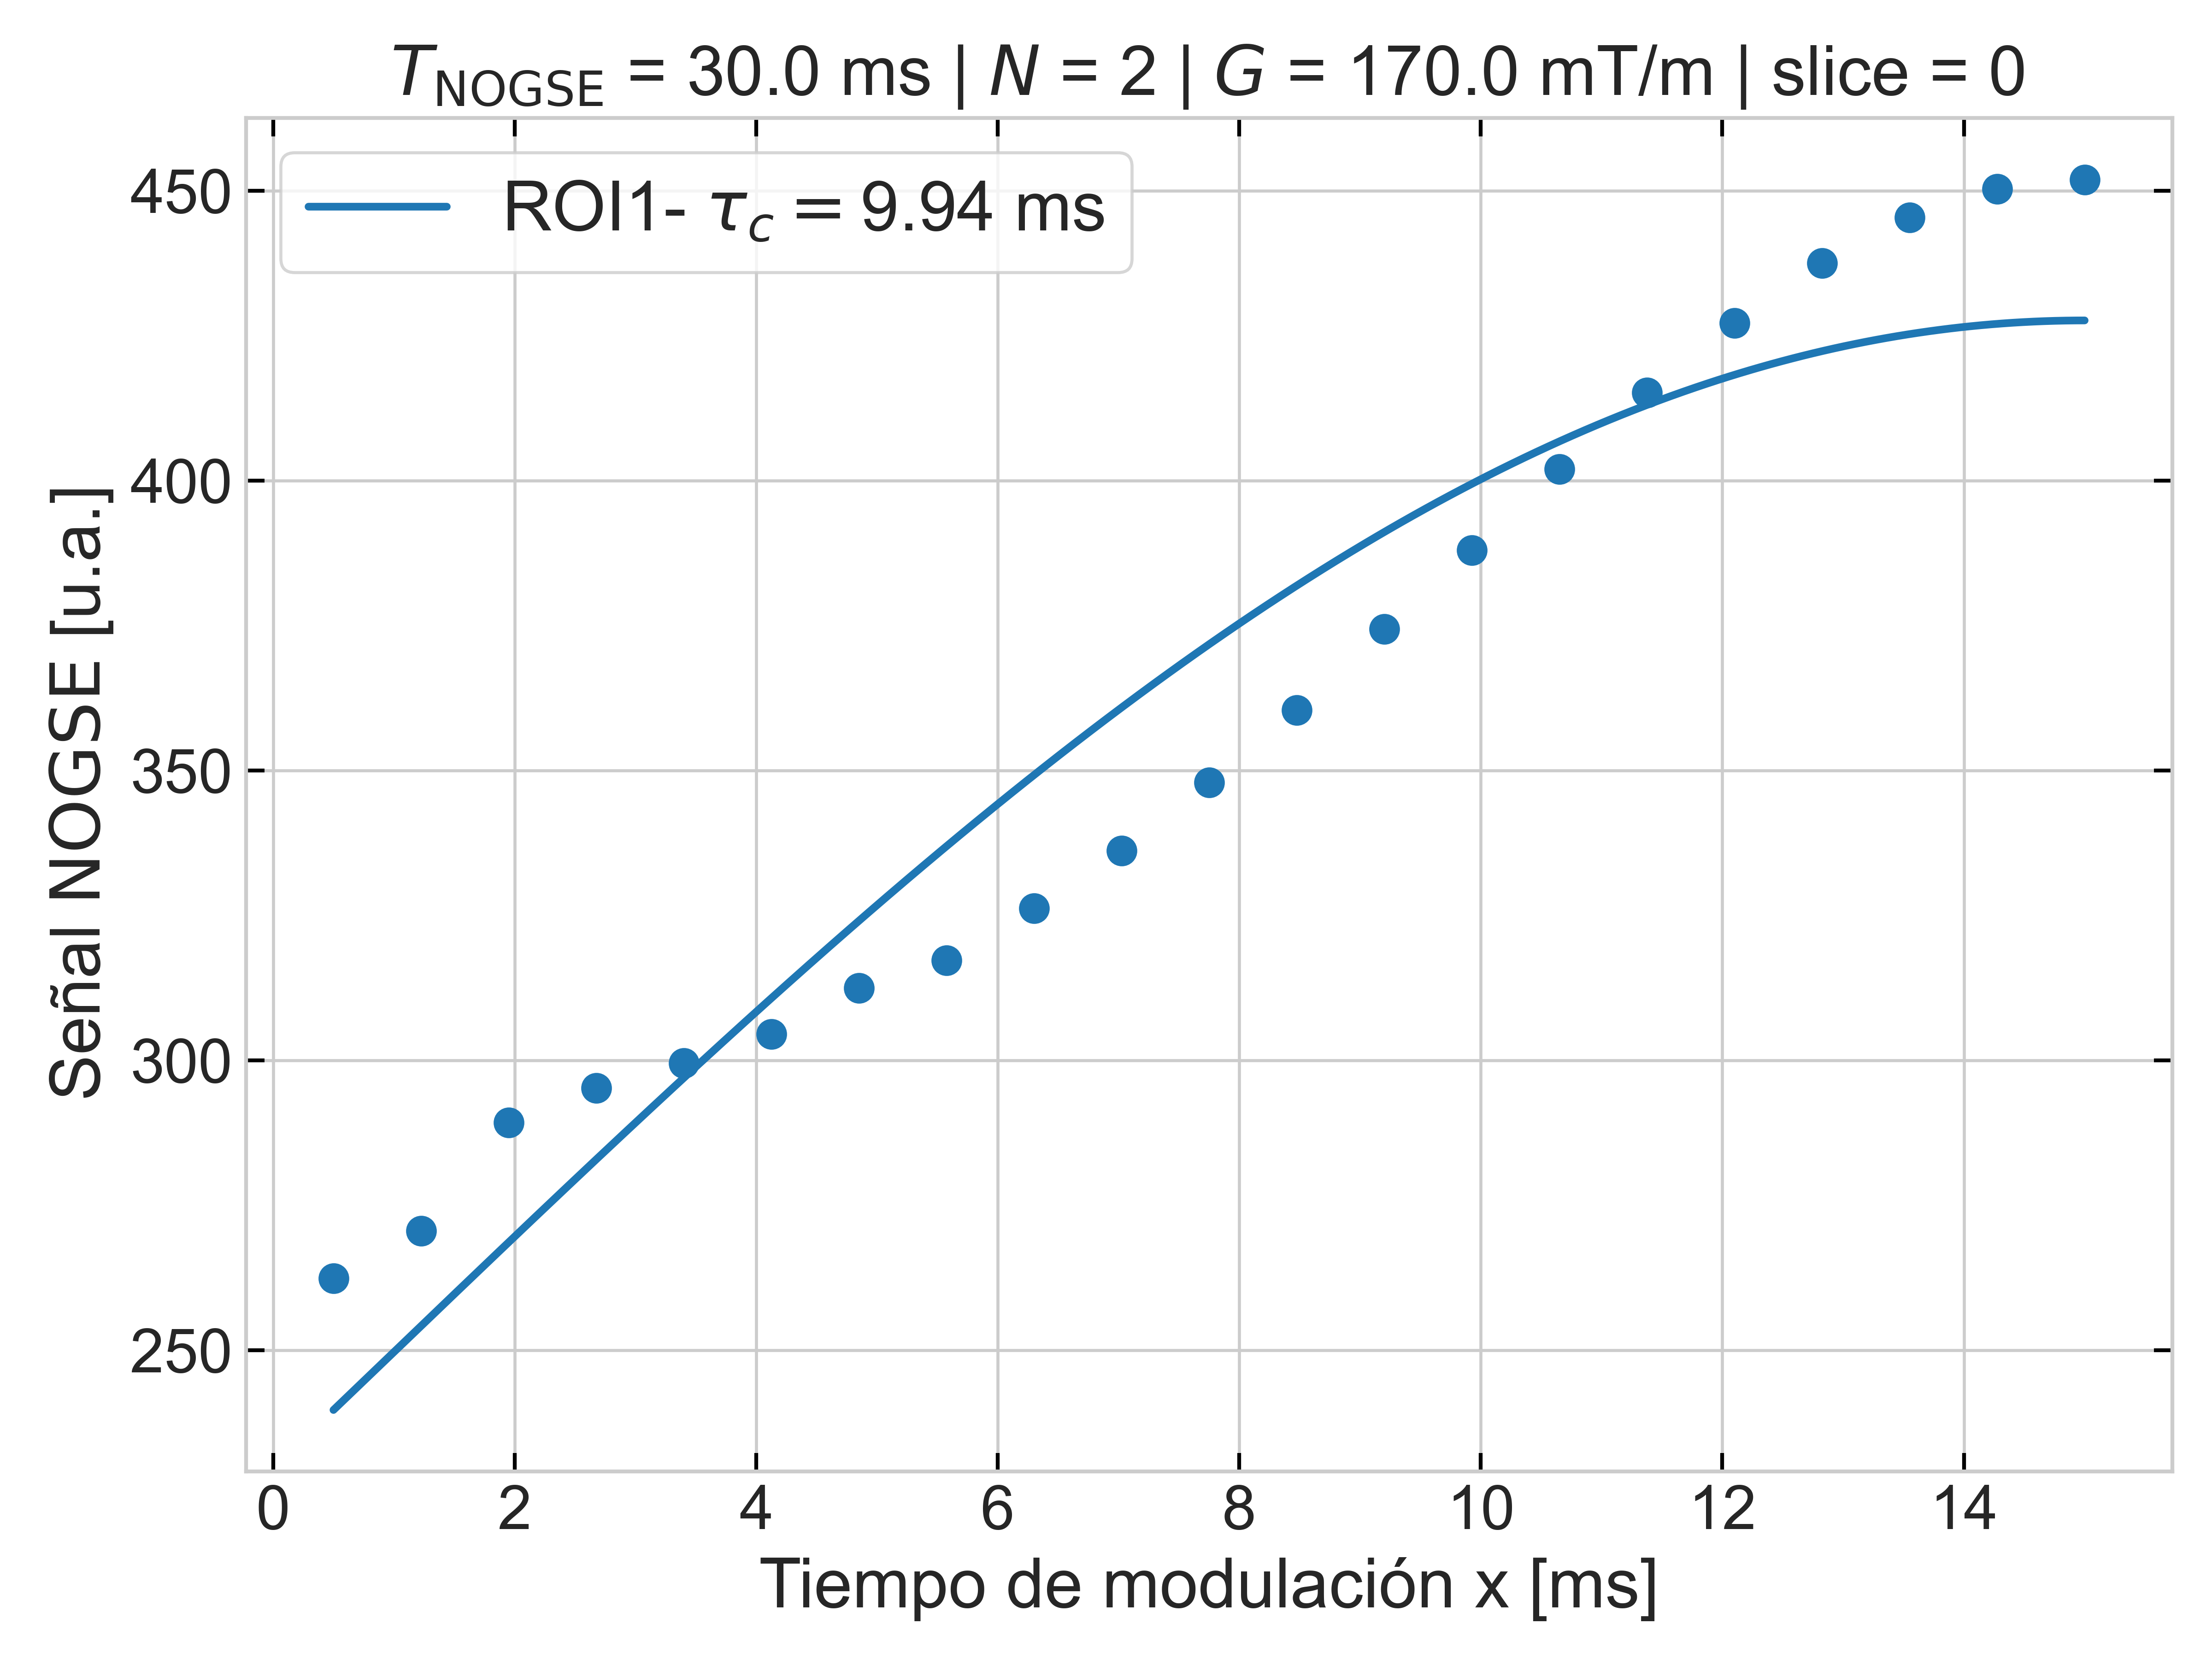 T_NOGSE = 30.0 ms | N = 2 | G = 170.0 mT/m | slice = 0
ROI1- τ_c = 9.94 ms
450
400
350
300
250
Señal NOGSE [u.a.]
0 2 4 6 8 10 12 14
Tiempo de modulación x [ms]